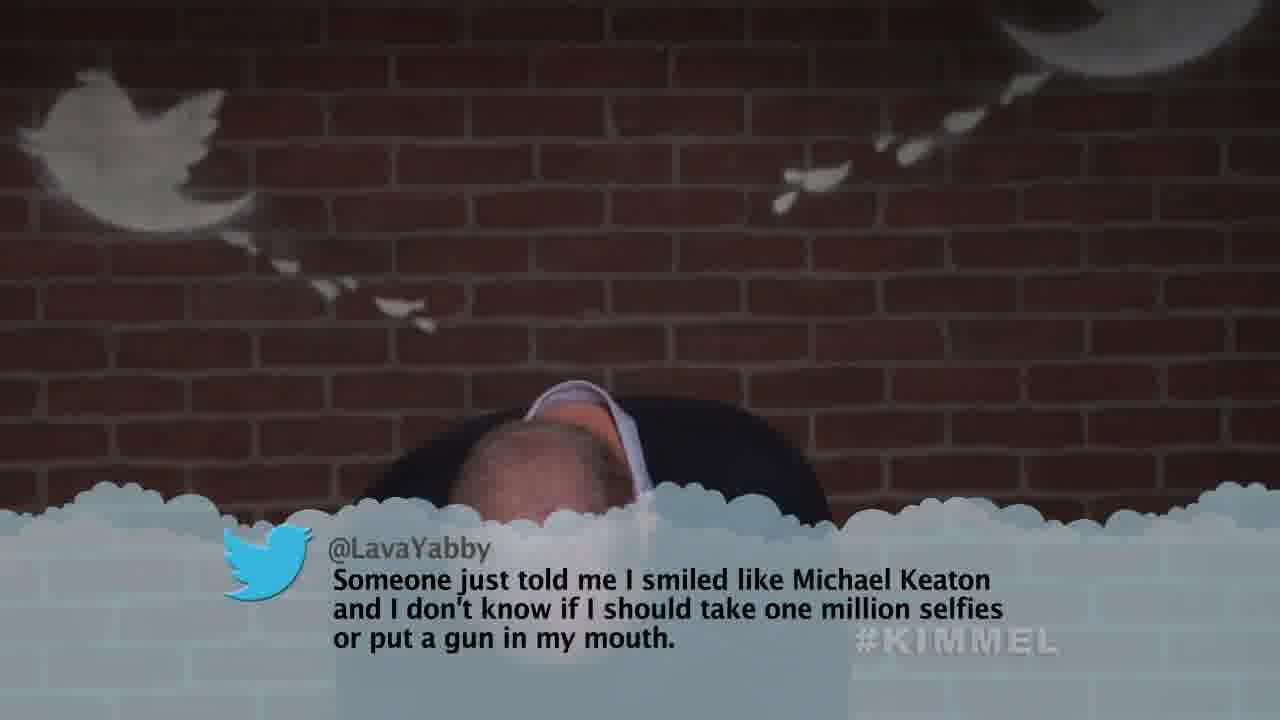 @LavaYabby
Someone just told me I smiled like Michael Keaton
and I don't know if I should take one million selfies
or put a gun in my mouth.
#KIMMEL